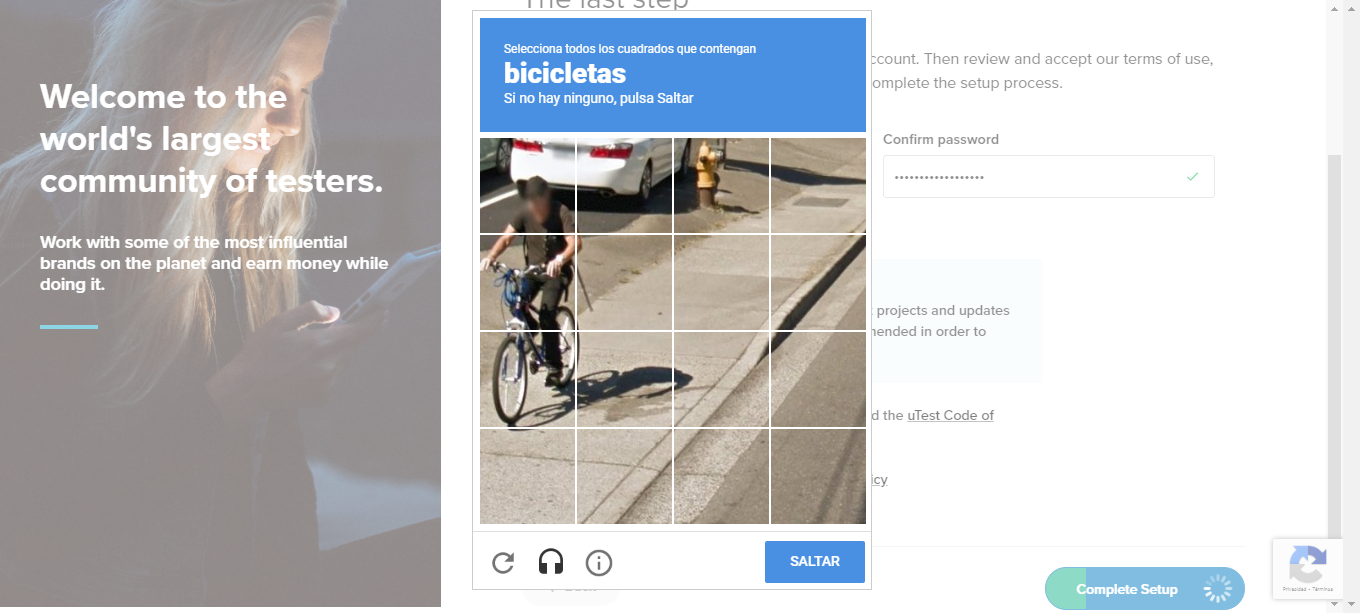 Welcome to the
world's largest
community of testers.
Work with some of the most influential
brands on the planet and earn money while
doing it.
The last step
Selecciona todos los cuadrados que contengan
bicicletas
Si no hay ninguno, pulsa Saltar
SALTAR
ccount. Then review and accept our terms of use,
omplete the setup process.
Confirm password
••••••••••••••••••
projects and updates
mended in order to
d the uTest Code of
icy
Complete Setup
Privacidad - Términos